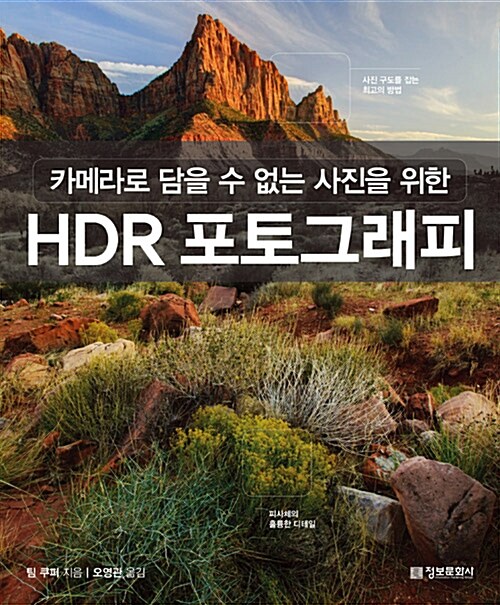 사진 구도를 잡는
최고의 방법
카메라로 담을 수 없는 사진을 위한
HDR 포토그래피
피사체의
훌륭한 디테일
팀 쿠퍼 지음 | 오영관 옮김
정보문화사